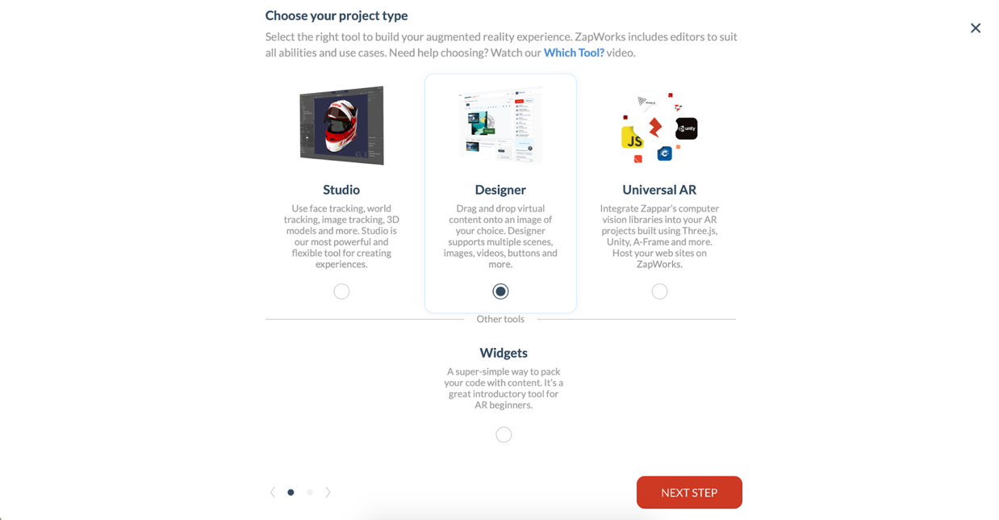 Choose your project type
Select the right tool to build your augmented reality experience. ZapWorks includes editors to suit
all abilities and use cases. Need help choosing? Watch our Which Tool? video.
JS
unity
Studio
Use face tracking, world
tracking, image tracking, 3D
models and more. Studio is
our most powerful and
flexible tool for creating
experiences.
Designer
Drag and drop virtual
content onto an image of
your choice. Designer
supports multiple scenes,
images, videos, buttons and
more.
Universal AR
Integrate Zappar’s computer
vision libraries into your AR
projects built using Three.js,
Unity, A-Frame and more.
Host your web sites on
ZapWorks.
Other tools
Widgets
A super-simple way to pack
your code with content. It’s a
great introductory tool for
AR beginners.
NEXT STEP